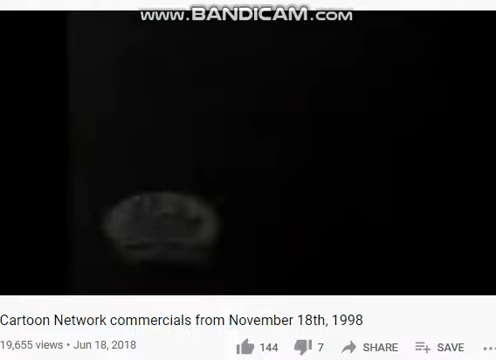 www.BANDICAM.com
Cartoon Network commercials from November 18th, 1998
19,655 views • Jun 18, 2018 144 7 SHARE SAVE